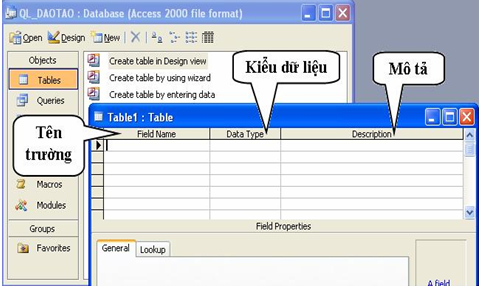 QL_DAOTAO : Database (Access 2000 file format)
Open Design New
Objects
Tables
Queries
Macros
Modules
Groups
Favorites
Create table in Design view
Create table by using wizard
Create table by entering data
Kiễu dữ liệu
Mô tả
Tên
trường
Table1 : Table
Field Name Data Type Description
Field Properties
General Lookup
A field